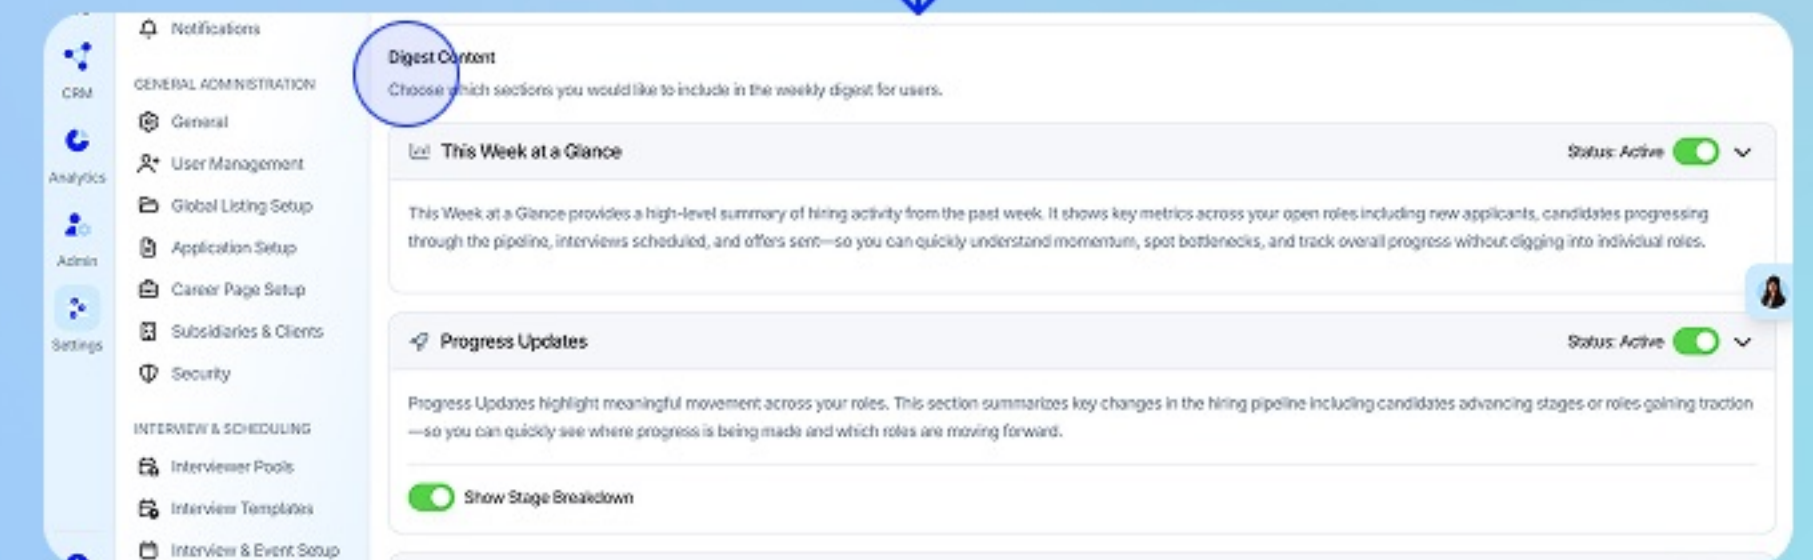 CRM
Analytics
Admin
Settings
Notifications
GENERAL ADMINISTRATION
General
User Management
Global Listing Setup
Application Setup
Career Page Setup
Subsidiaries & Clients
Security
INTERVIEW & SCHEDULING
Interviewer Pools
Interview Templates
Interview & Event Setup
Digest Content
Choose which sections you would like to include in the weekly digest for users.
This Week at a Glance
Status: Active
This Week at a Glance provides a high-level summary of hiring activity from the past week. It shows key metrics across your open roles including new applicants, candidates progressing
through the pipeline, interviews scheduled, and offers sent—so you can quickly understand momentum, spot bottlenecks, and track overall progress without digging into individual roles.
Progress Updates
Status: Active
Progress Updates highlight meaningful movement across your roles. This section summarizes key changes in the hiring pipeline including candidates advancing stages or roles gaining traction
—so you can quickly see where progress is being made and which roles are moving forward.
Show Stage Breakdown